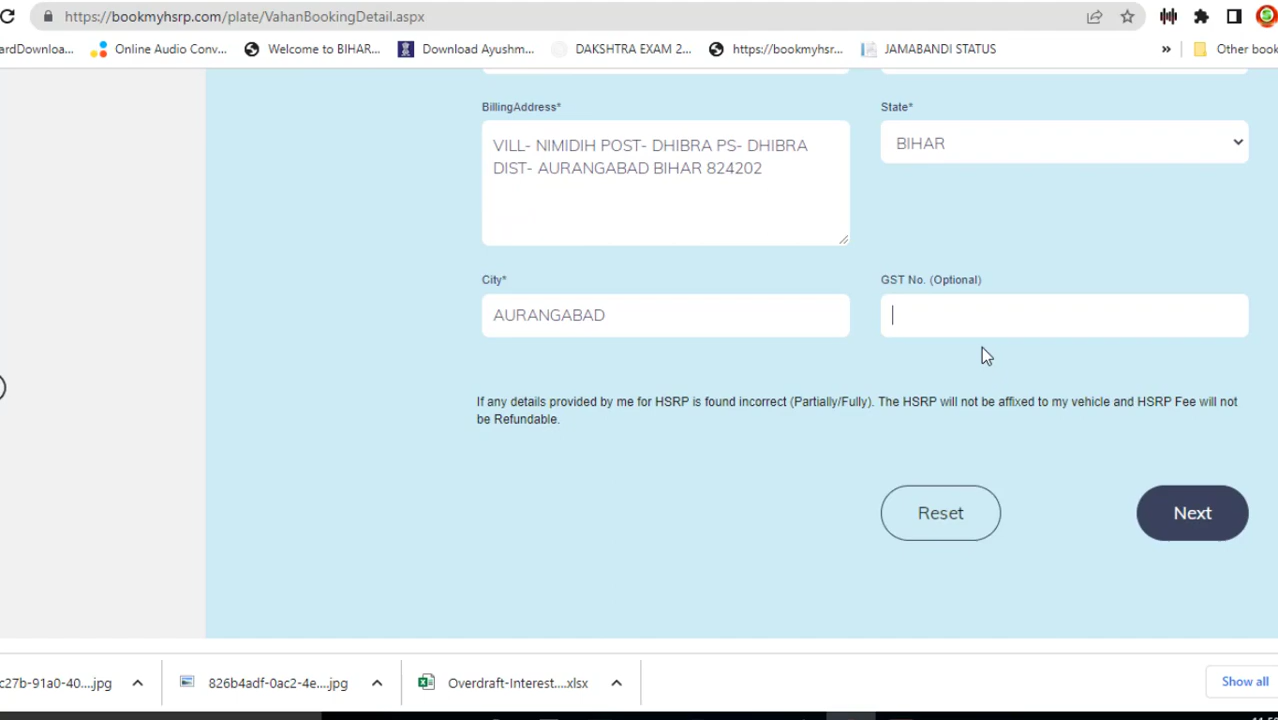 https://bookmyhsrp.com/plate/VahanBookingDetail.aspx
ardDownloa... Online Audio Conv... Welcome to BIHAR... Download Ayushm... DAKSHTRA EXAM 2... https://bookmyhsr... JAMABANDI STATUS » Other book
BillingAddress* State*
VILL- NIMIDIH POST- DHIBRA PS- DHIBRA BIHAR
DIST- AURANGABAD BIHAR 824202
City* GST No. (Optional)
AURANGABAD
If any details provided by me for HSRP is found incorrect (Partially/Fully). The HSRP will not be affixed to my vehicle and HSRP Fee will not
be Refundable.
Reset Next
c27b-91a0-40....jpg 826b4adf-0ac2-4e....jpg Overdraft-Interest....xlsx Show all